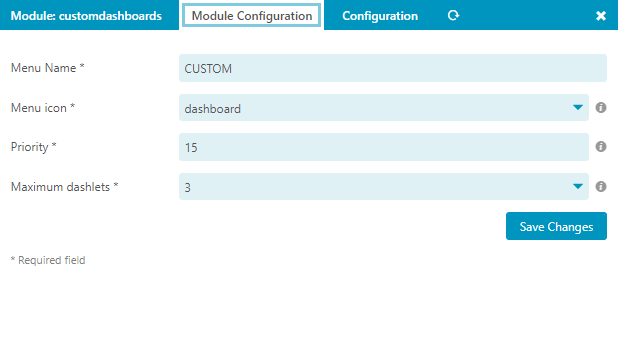 Module: customdashboards Module Configuration Configuration
Menu Name * CUSTOM
Menu icon * dashboard
Priority * 15
Maximum dashlets * 3
Save Changes
* Required field